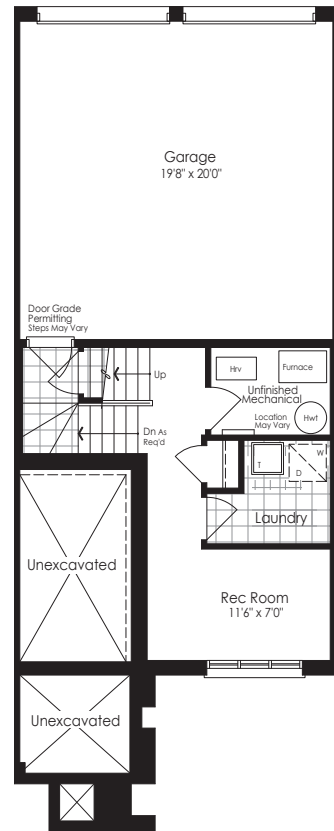 Garage
19'8" x 20'0"
Door Grade
Permitting
Steps May Vary
Up
Dn As
Req'd
Hrv
Furnace
Unfinished
Mechanical
Location
May Vary
Hwt
T
W
D
Laundry
Unexcavated
Rec Room
11'6" x 7'0"
Unexcavated